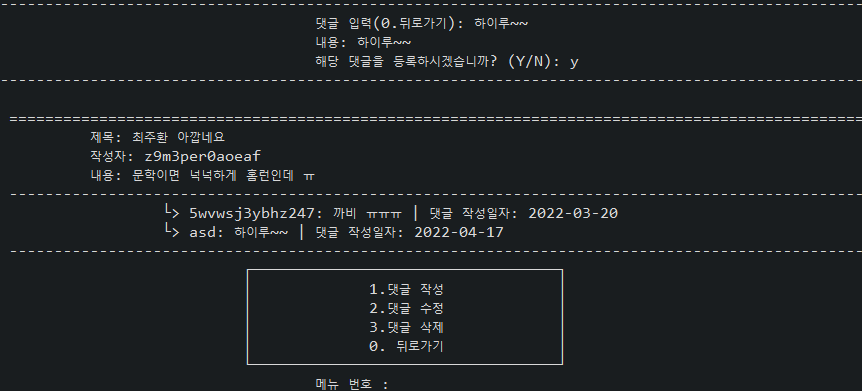 댓글 입력(0.뒤로가기): 하이루~~
내용: 하이루~~
해당 댓글을 등록하시겠습니까? (Y/N): y
제목: 최주환 아깝네요
작성자: z9m3per0aoeaf
내용: 문학이면 넉넉하게 홈런인데 ㅠ
└> 5wvwsj3ybhz247: 까비 ㅠㅠㅠ | 댓글 작성일자: 2022-03-20
└> asd: 하이루~~ | 댓글 작성일자: 2022-04-17
1.댓글 작성
2.댓글 수정
3.댓글 삭제
0. 뒤로가기
메뉴 번호 :